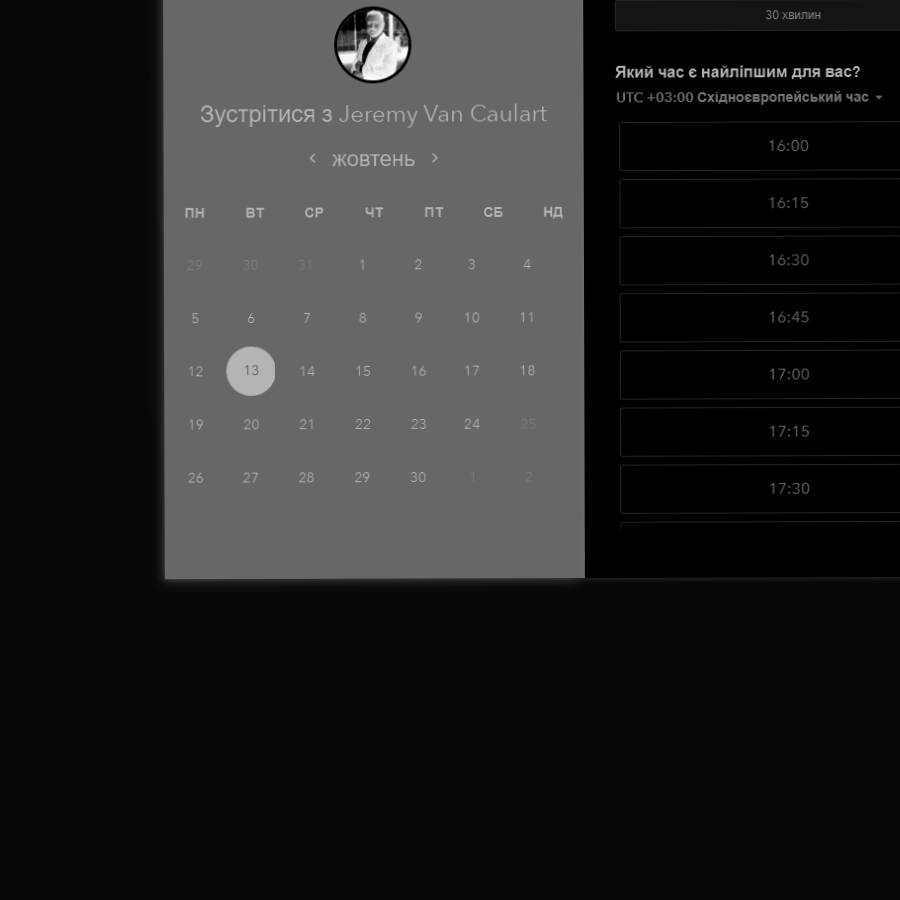 Зустрітися з Jeremy Van Caulart
‹ жовтень ›
ПН ВТ СР ЧТ ПТ СБ НД
29 30 31 1 2 3 4
5 6 7 8 9 10 11
12 13 14 15 16 17 18
19 20 21 22 23 24 25
26 27 28 29 30 1 2
30 хвилин
Який час є найліпшим для вас?
UTC +03:00 Східноєвропейський час
16:00
16:15
16:30
16:45
17:00
17:15
17:30